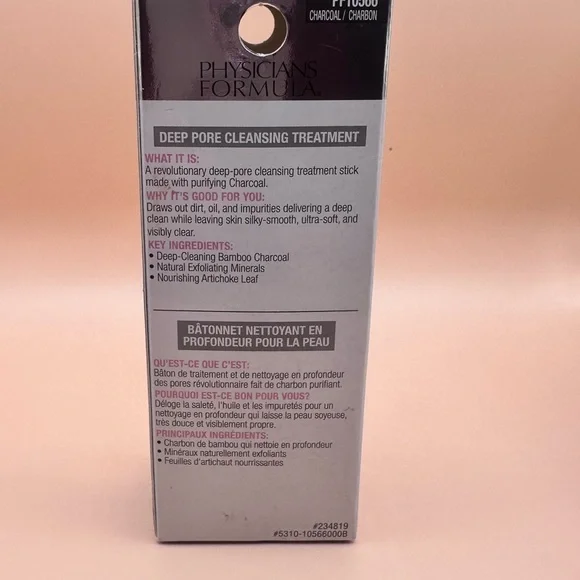 PP10566
CHARCOAL / CHARBON
PHYSICIANS
FORMULA®
DEEP PORE CLEANSING TREATMENT
WHAT IT IS:
A revolutionary deep-pore cleansing treatment stick
made with purifying Charcoal.
WHY IT'S GOOD FOR YOU:
Draws out dirt, oil, and impurities delivering a deep
clean while leaving skin silky-smooth, ultra-soft, and
visibly clear.
KEY INGREDIENTS:
• Deep-Cleaning Bamboo Charcoal
• Natural Exfoliating Minerals
• Nourishing Artichoke Leaf
BÂTONNET NETTOYANT EN
PROFONDEUR POUR LA PEAU
QU'EST-CE QUE C'EST:
Bâton de traitement et de nettoyage en profondeur
des pores révolutionnaire fait de charbon purifiant.
POURQUOI EST-CE BON POUR VOUS?
Déloge la saleté, l'huile et les impuretés pour un
nettoyage en profondeur qui laisse la peau soyeuse,
très douce et visiblement propre.
PRINCIPAUX INGRÉDIENTS:
• Charbon de bambou qui nettoie en profondeur
• Minéraux naturellement exfoliants
• Feuilles d'artichaut nourrissantes
#234819
#5310-10566000B